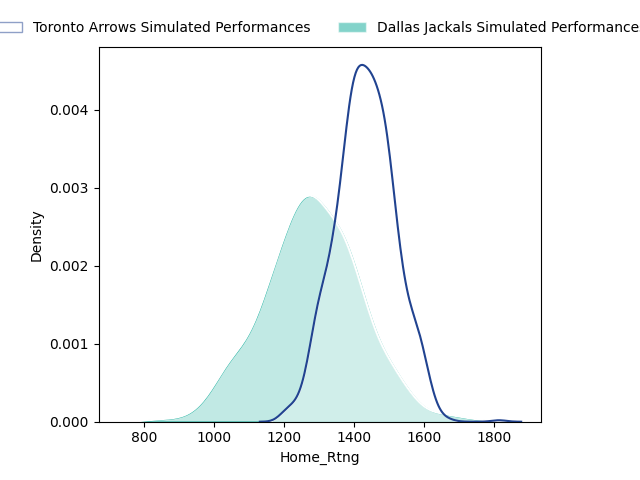 Toronto Arrows Simulated Performances
Dallas Jackals Simulated Performance
Density
0.004
0.003
0.002
0.001
0.000
800 1000 1200 1400 1600 1800
Home_Rtng